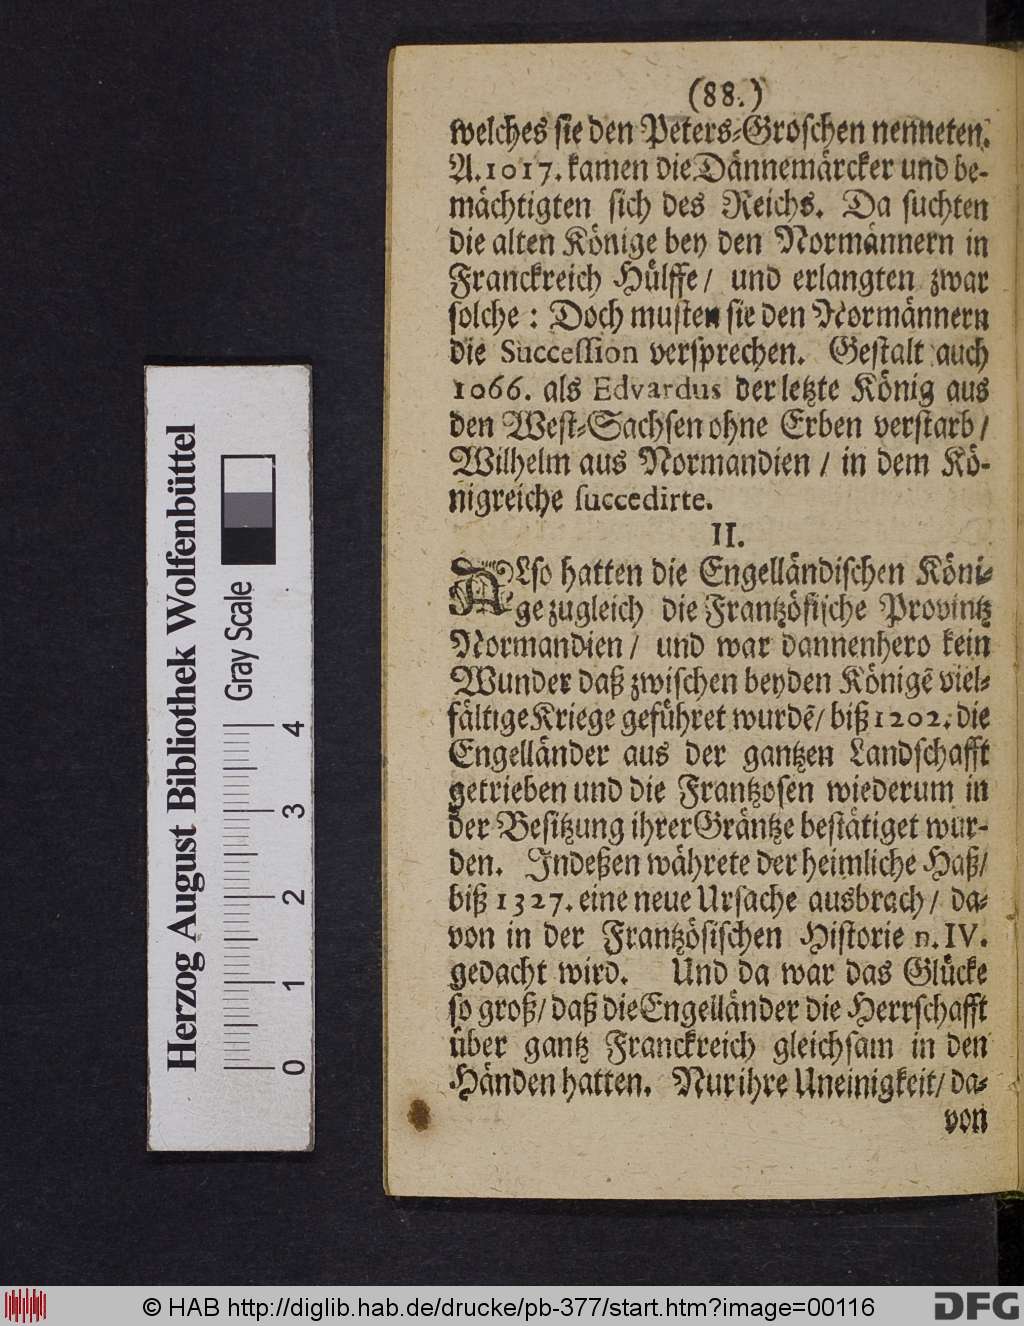 (88.)
welches sie den Peters-Groschen nenneten.
A. 1017. kamen die Dännemärcker und be-
mächtigten sich des Reichs. Da suchten
die alten Könige bey den Normännern in
Franckreich Hülffe / und erlangten zwar
solche : Doch musten sie den Normännern
die Succession versprechen. Gestalt auch
1066. als Edvardus der letzte König aus
den West-Sachsen ohne Erben verstarb /
Wilhelm aus Normandien / in dem Kö-
nigreiche succedirte.
II.
ALso hatten die Engelländischen Köni-
ge zugleich die Frantzösische Provintz
Normandien / und war dannenhero kein
Wunder daß zwischen beyden Königē viel-
fältige Kriege geführet wurdē / biß 1202. die
Engelländer aus der gantzen Landschafft
getrieben und die Frantzosen wiederum in
der Besitzung ihrer Gräntze bestätiget wur-
den. Indeßen währete der heimliche Haß /
biß 1327. eine neue Ursache ausbrach / da-
von in der Frantzösischen Historie n. IV.
gedacht wird. Und da war das Glücke
so groß / daß die Engelländer die Herrschafft
über gantz Franckreich gleichsam in den
Händen hatten. Nur ihre Uneinigkeit / da-
von
Herzog August Bibliothek Wolfenbüttel
Gray Scale
0 1 2 3 4
© HAB http://diglib.hab.de/drucke/pb-377/start.htm?image=00116
DFG